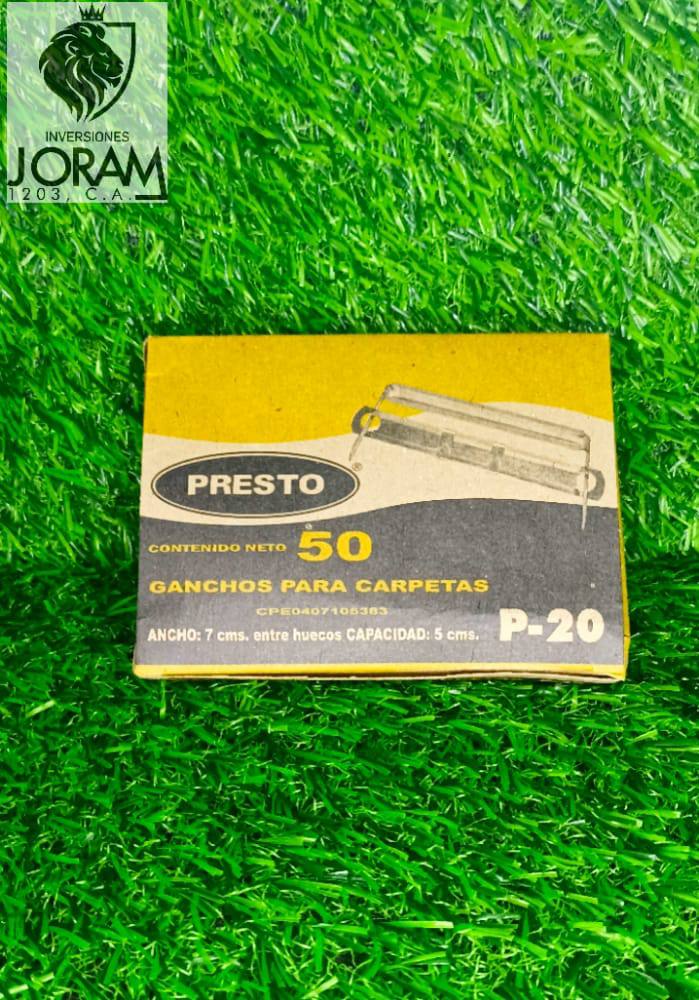 INVERSIONES
JORAM
1203, C.A.
PRESTO®
CONTENIDO NETO 50
GANCHOS PARA CARPETAS
CPE0407105383
ANCHO: 7 cms. entre huecos CAPACIDAD: 5 cms. P-20